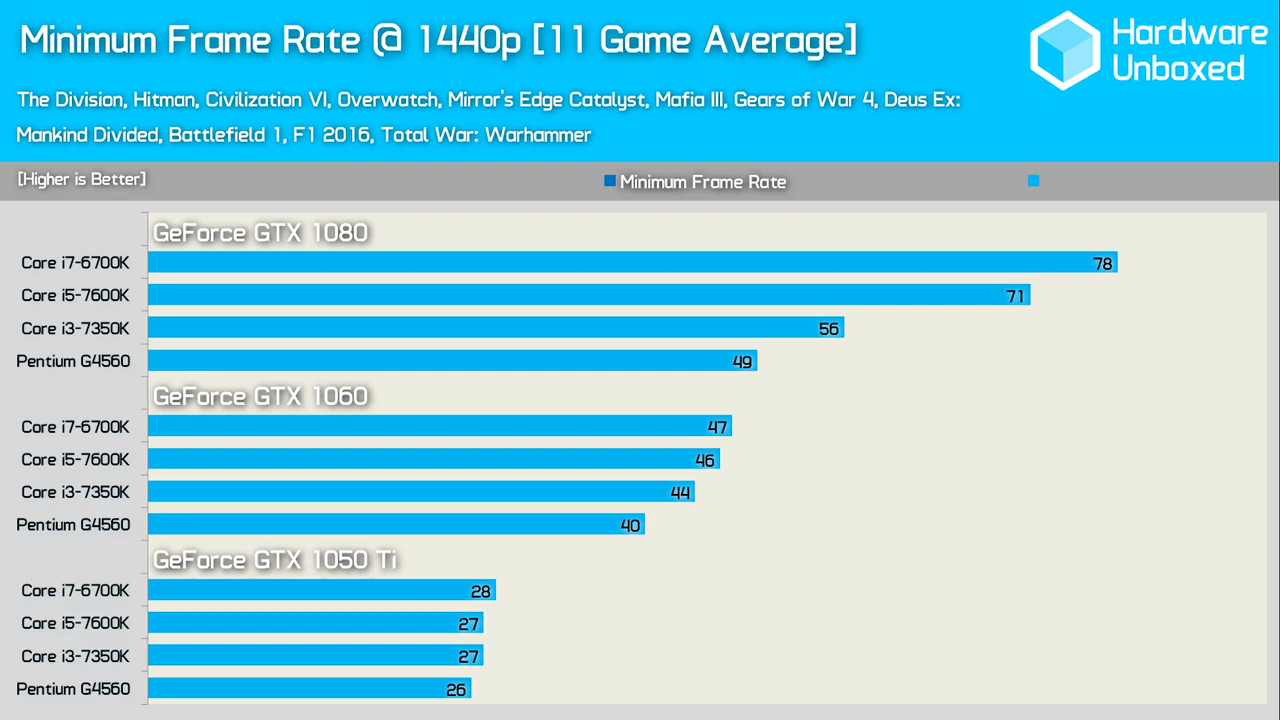 Minimum Frame Rate @ 1440p [11 Game Average]
Hardware
Unboxed
The Division, Hitman, Civilization VI, Overwatch, Mirror's Edge Catalyst, Mafia III, Gears of War 4, Deus Ex:
Mankind Divided, Battlefield 1, F1 2016, Total War: Warhammer
[Higher is Better] Minimum Frame Rate
GeForce GTX 1080
Core i7-6700K 78
Core i5-7600K 71
Core i3-7350K 56
Pentium G4560 49
GeForce GTX 1060
Core i7-6700K 47
Core i5-7600K 46
Core i3-7350K 44
Pentium G4560 40
GeForce GTX 1050 Ti
Core i7-6700K 28
Core i5-7600K 27
Core i3-7350K 27
Pentium G4560 26